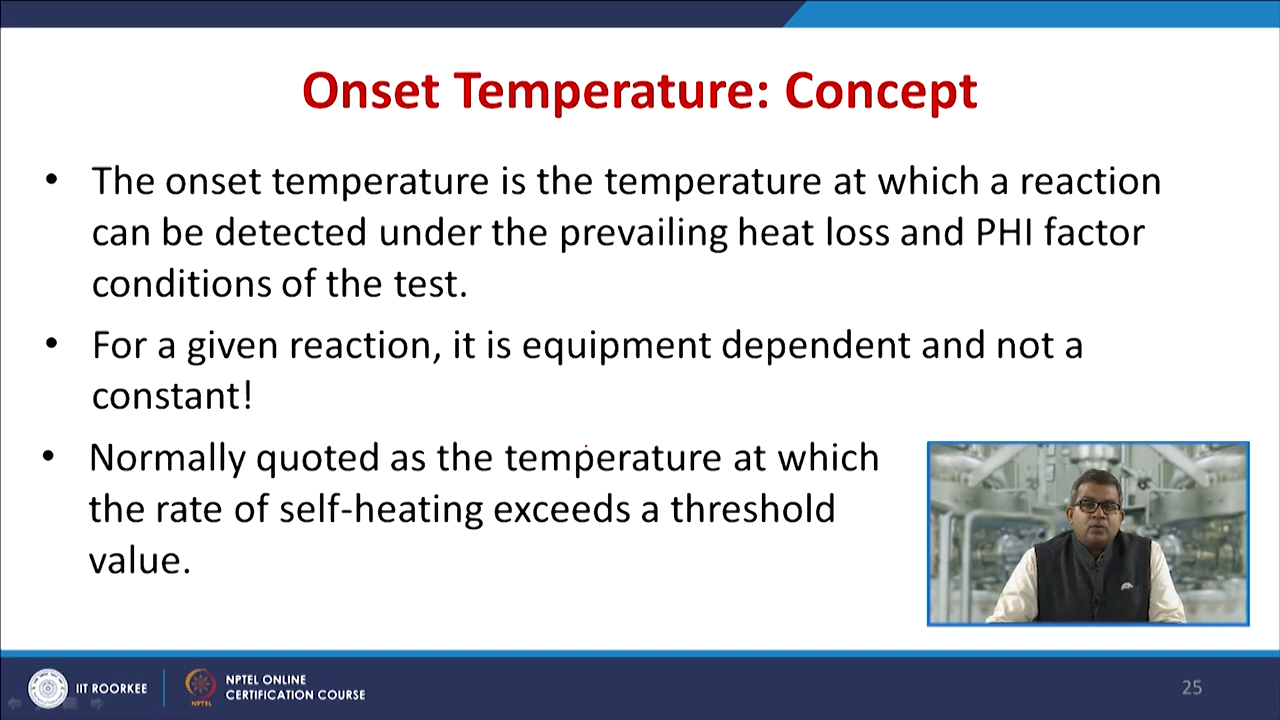 Onset Temperature: Concept
• The onset temperature is the temperature at which a reaction
can be detected under the prevailing heat loss and PHI factor
conditions of the test.
• For a given reaction, it is equipment dependent and not a
constant!
• Normally quoted as the temperature at which
the rate of self-heating exceeds a threshold
value.
IIT ROORKEE
NPTEL
NPTEL ONLINE
CERTIFICATION COURSE
25